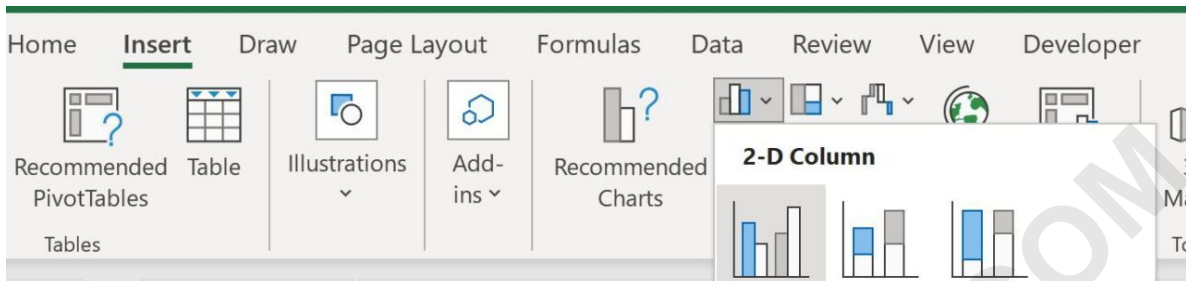 Home Insert Draw Page Layout Formulas Data Review View Developer
Recommended PivotTables
Table
Illustrations
Add-
ins
Recommended
Charts
2-D Column
Tables
COM